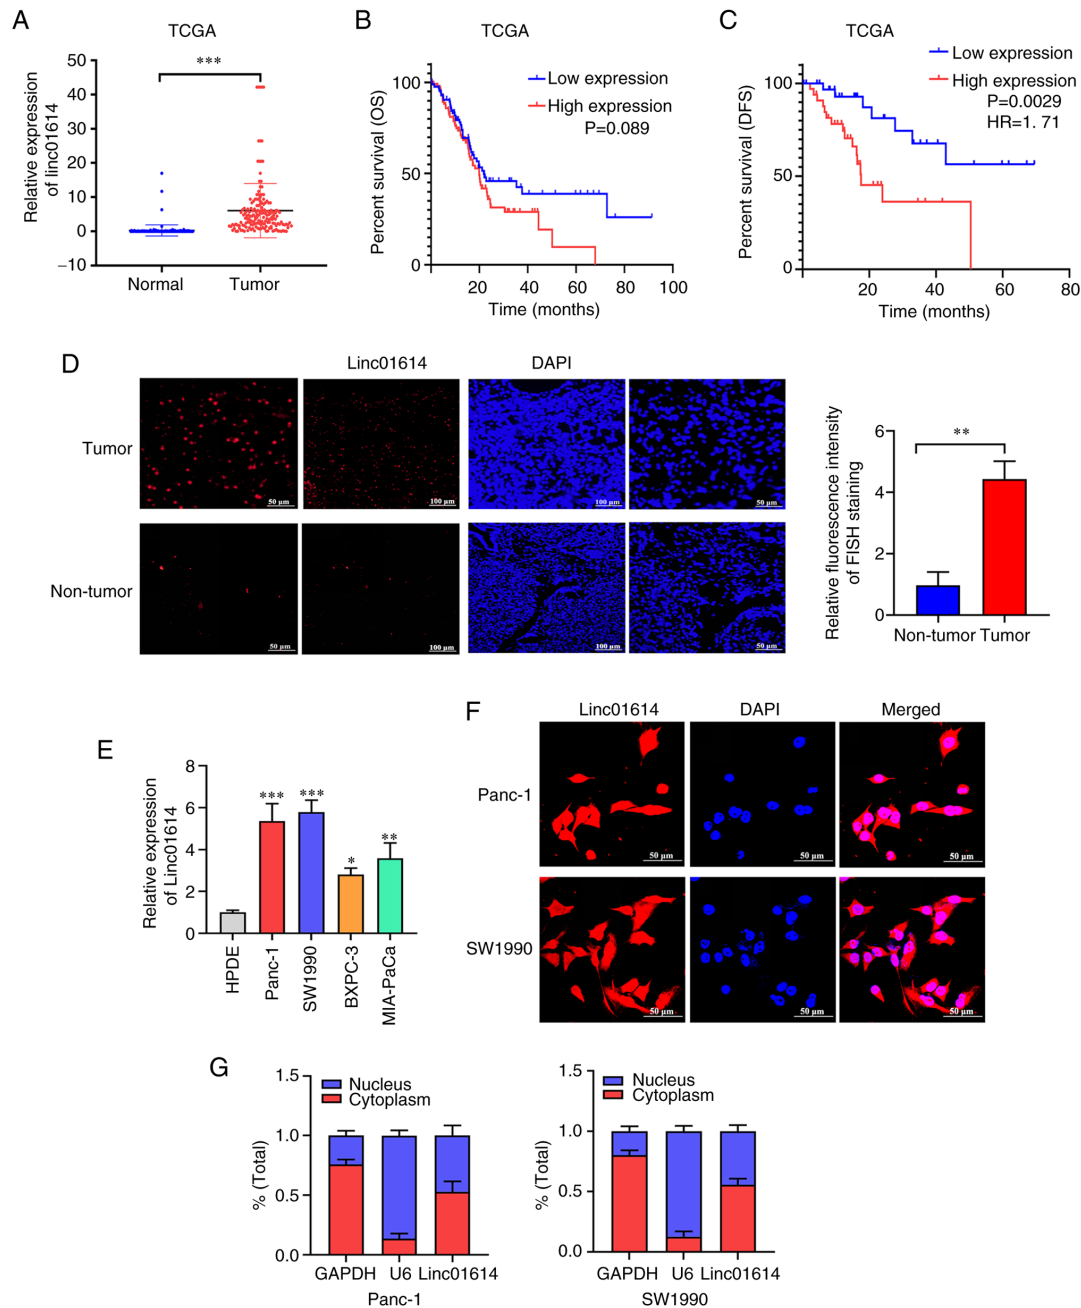 A
TCGA
Relative expression
of linc01614
50
40
30
20
10
0
−10
***
Normal
Tumor
B
TCGA
Low expression
High expression
P=0.089
Percent survival (OS)
100
50
0
20
40
60
80
100
Time (months)
C
TCGA
Low expression
High expression
P=0.0029
HR=1. 71
Percent survival (DFS)
100
50
0
20
40
60
80
Time (months)
D
Linc01614
DAPI
Tumor
50 μm
100 μm
100 μm
50 μm
Non-tumor
50 μm
100 μm
100 μm
50 μm
Relative fluorescence intensity
of FISH staining
6
4
2
0
**
Non-tumor
Tumor
E
Relative expression
of Linc01614
8
6
4
2
0
***
***
*
**
HPDE
Panc-1
SW1990
BXPC-3
MIA-PaCa
F
Linc01614
DAPI
Merged
Panc-1
50 μm
50 μm
50 μm
SW1990
50 μm
50 μm
50 μm
G
% (Total)
1.5
1.0
0.5
0.0
Nucleus
Cytoplasm
GAPDH
U6
Linc01614
Panc-1
% (Total)
1.5
1.0
0.5
0.0
Nucleus
Cytoplasm
GAPDH
U6
Linc01614
SW1990